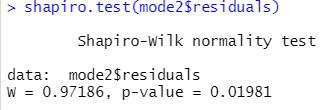 > shapiro.test(mode2$residuals)
Shapiro-Wilk normality test
data:  mode2$residuals
W = 0.97186, p-value = 0.01981